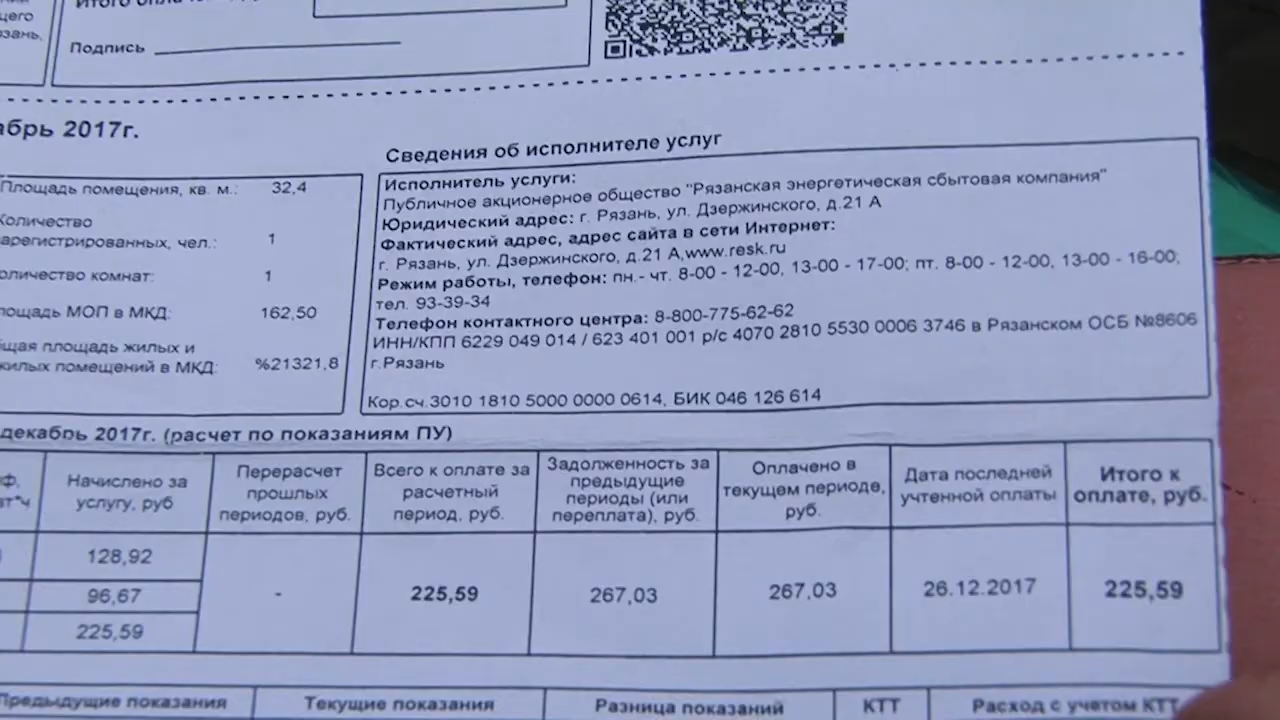 Подпись
2017г.
Сведения об исполнителе услуг
Площадь помещения, кв. м.: 32,4
Количество
чел.: 1
комнат: 1
МОП в МКД: 162,50
площадь жилых и
помещений в МКД: %21321,8
Исполнитель услуги:
Публичное акционерное общество "Рязанская энергетическая сбытовая компания"
Юридический адрес: г. Рязань, ул. Дзержинского, д.21 А
Фактический адрес, адрес сайта в сети Интернет:
г. Рязань, ул. Дзержинского, д.21 А,www.resk.ru
Режим работы, телефон: пн.- чт. 8-00 - 12-00, 13-00 - 17-00; пт. 8-00 - 12-00, 13-00 - 16-00;
тел. 93-39-34
Телефон контактного центра: 8-800-775-62-62
ИНН/КПП 6229 049 014 / 623 401 001 р/с 4070 2810 5530 0006 3746 в Рязанском ОСБ №8606
г.Рязань
Кор.сч.3010 1810 5000 0000 0614, БИК 046 126 614
декабрь 2017г. (расчет по показаниям ПУ)
Начислено за
услугу, руб
Перерасчет
прошлых
периодов, руб.
Всего к оплате за
расчетный
период, руб.
Задолженность за
предыдущие
периоды (или
переплата), руб.
Оплачено в
текущем периоде,
руб.
Дата последней
учтенной оплаты
Итого к
оплате, руб.
128,92
96,67
225,59
-
225,59
267,03
267,03
26.12.2017
225,59
Предыдущие показания
Текущие показания
Разница показаний
КТТ
Расход с учетом КТТ